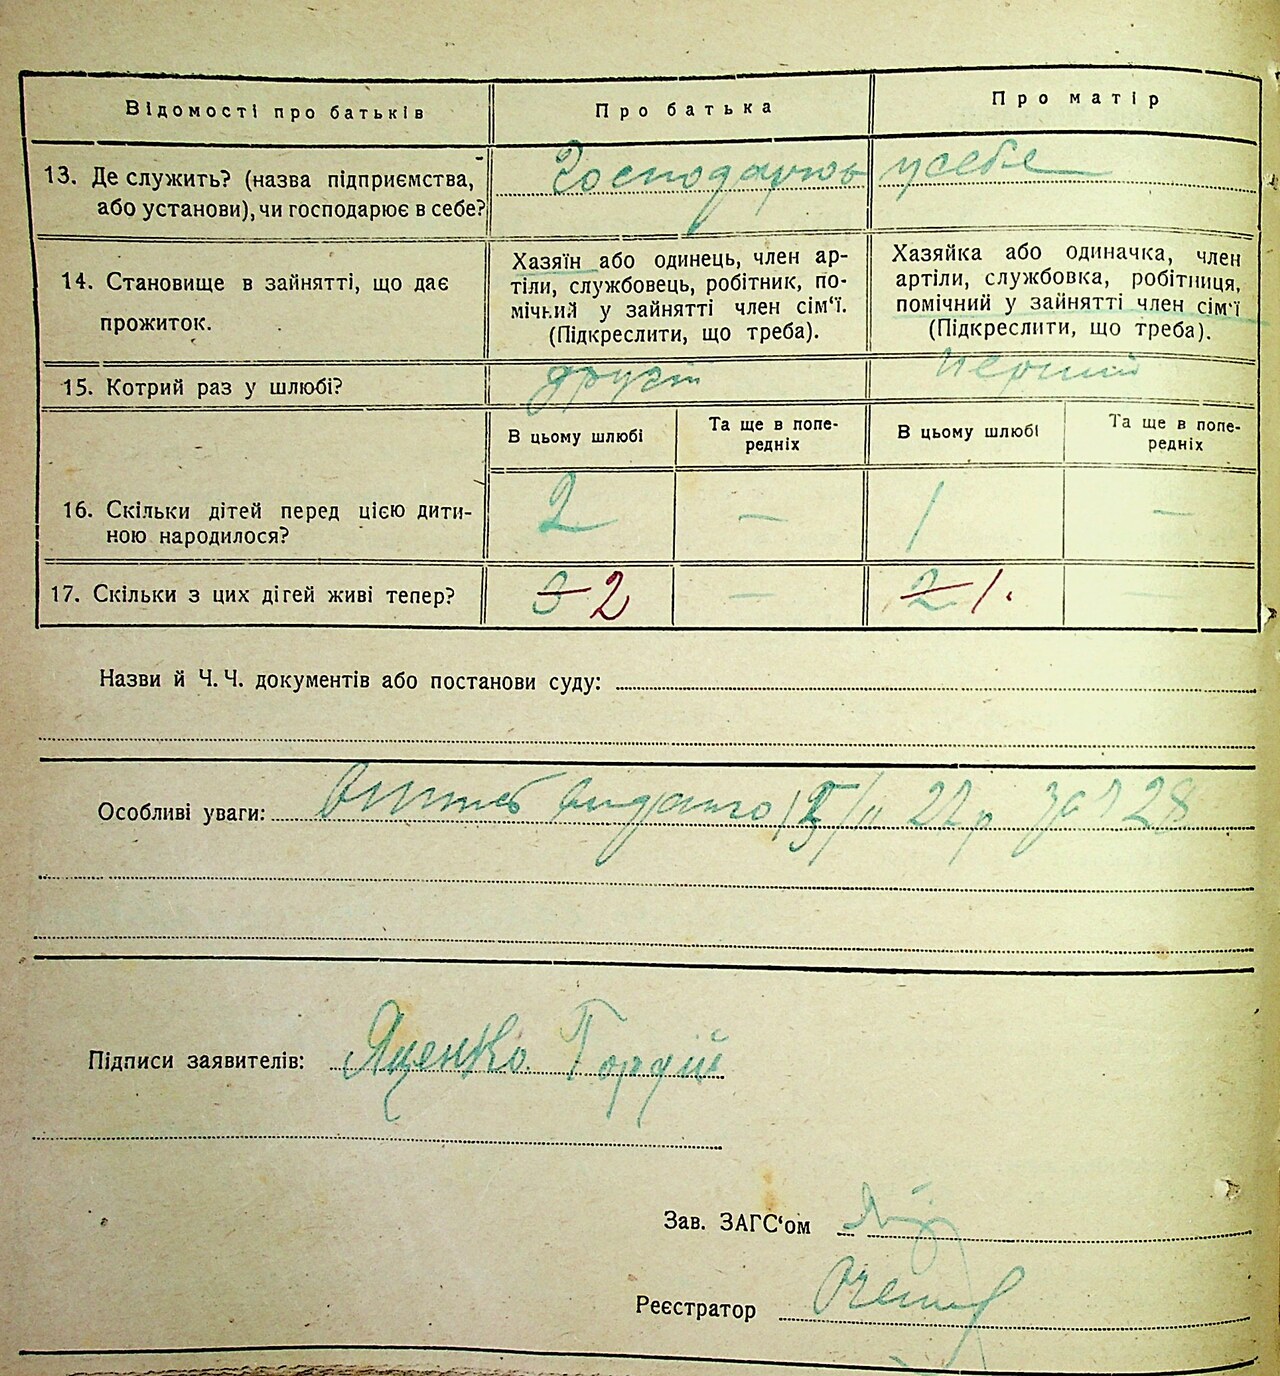 Відомості про батьків Про батька Про матір
13. Де служить? (назва підприємства, або установи), чи господарює в себе?
Господарює у себе
14. Становище в зайнятті, що дає прожиток.
Хазяїн або одинець, член ар-
тілі, службовець, робітник, по-
мічний у зайнятті член сім'ї.
(Підкреслити, що треба).
Хазяйка або одиначка, член
артіли, службовка, робітниця,
помічний у зайнятті член сім'ї
(Підкреслити, що треба).
15. Котрий раз у шлюбі? другий перший
В цьому шлюбі Та ще в попе-
редніх В цьому шлюбі Та ще в попе-
редніх
16. Скільки дітей перед цією дити-
ною народилося? 2 — 1 —
17. Скільки з цих дітей живі тепер? 3 2 — 2 1. —
Назви й Ч. Ч. документів або постанови суду:
Особливі уваги: видано
Підписи заявителів: Яценко Гордій
Зав. ЗАГС'ом
Реєстратор